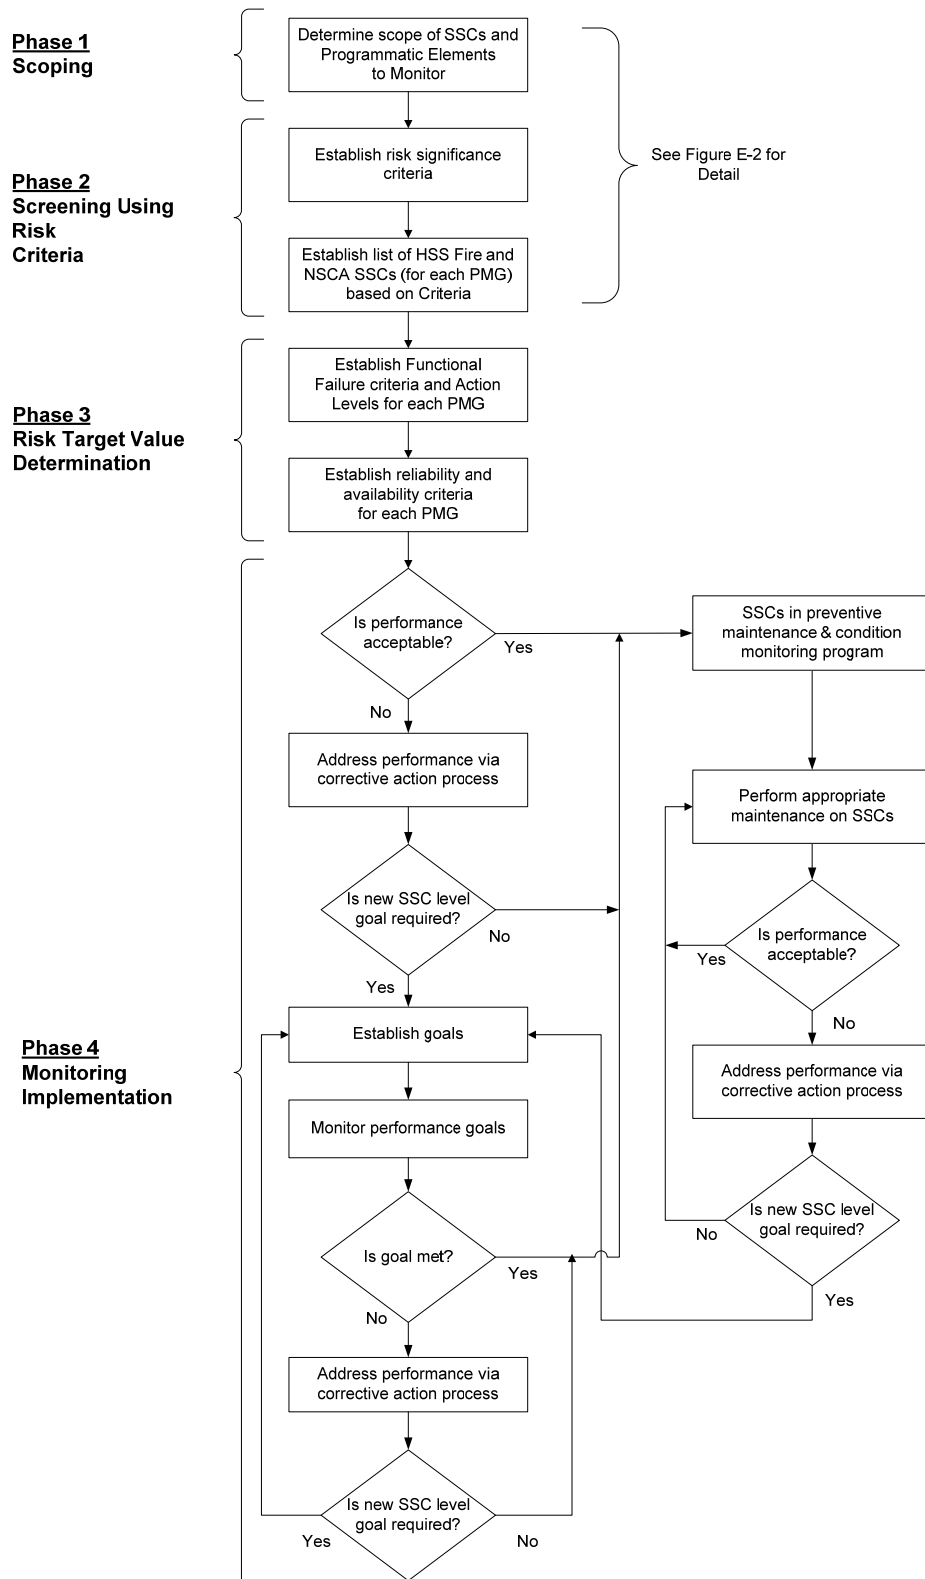 Phase 1
Scoping
Determine scope of SSCs and
Programmatic Elements
to Monitor
Phase 2
Screening Using
Risk
Criteria
Establish risk significance
criteria
See Figure E-2 for
Detail
Establish list of HSS Fire and
NSCA SSCs (for each PMG)
based on Criteria
Phase 3
Risk Target Value
Determination
Establish Functional
Failure criteria and Action
Levels for each PMG
Establish reliability and
availability criteria
for each PMG
Phase 4
Monitoring
Implementation
Is performance
acceptable?
Yes
No
SSCs in preventive
maintenance & condition
monitoring program
Address performance via
corrective action process
Perform appropriate
maintenance on SSCs
Is new SSC level
goal required?
No
Yes
Is performance
acceptable?
Yes
No
Establish goals
Address performance via
corrective action process
Monitor performance goals
Is new SSC level
goal required?
No
Yes
Is goal met?
Yes
No
Address performance via
corrective action process
Is new SSC level
goal required?
Yes
No